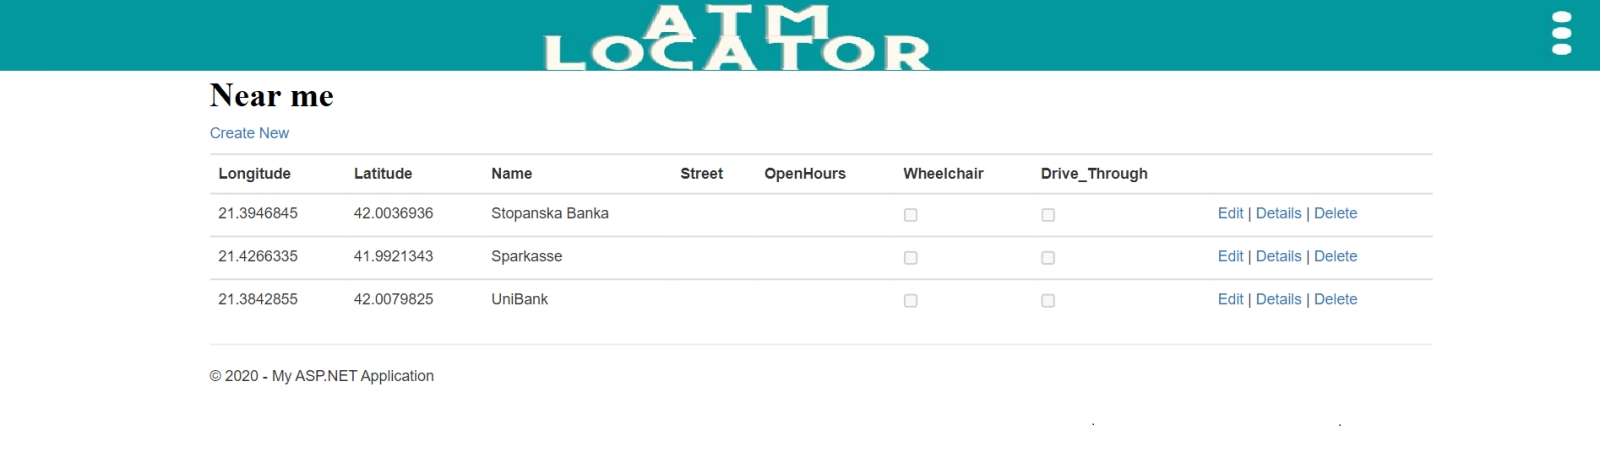 ATM
LOCATOR
Near me
Create New
Longitude Latitude Name Street OpenHours Wheelchair Drive_Through
21.3946845 42.0036936 Stopanska Banka Edit | Details | Delete
21.4266335 41.9921343 Sparkasse Edit | Details | Delete
21.3842855 42.0079825 UniBank Edit | Details | Delete
© 2020 - My ASP.NET Application